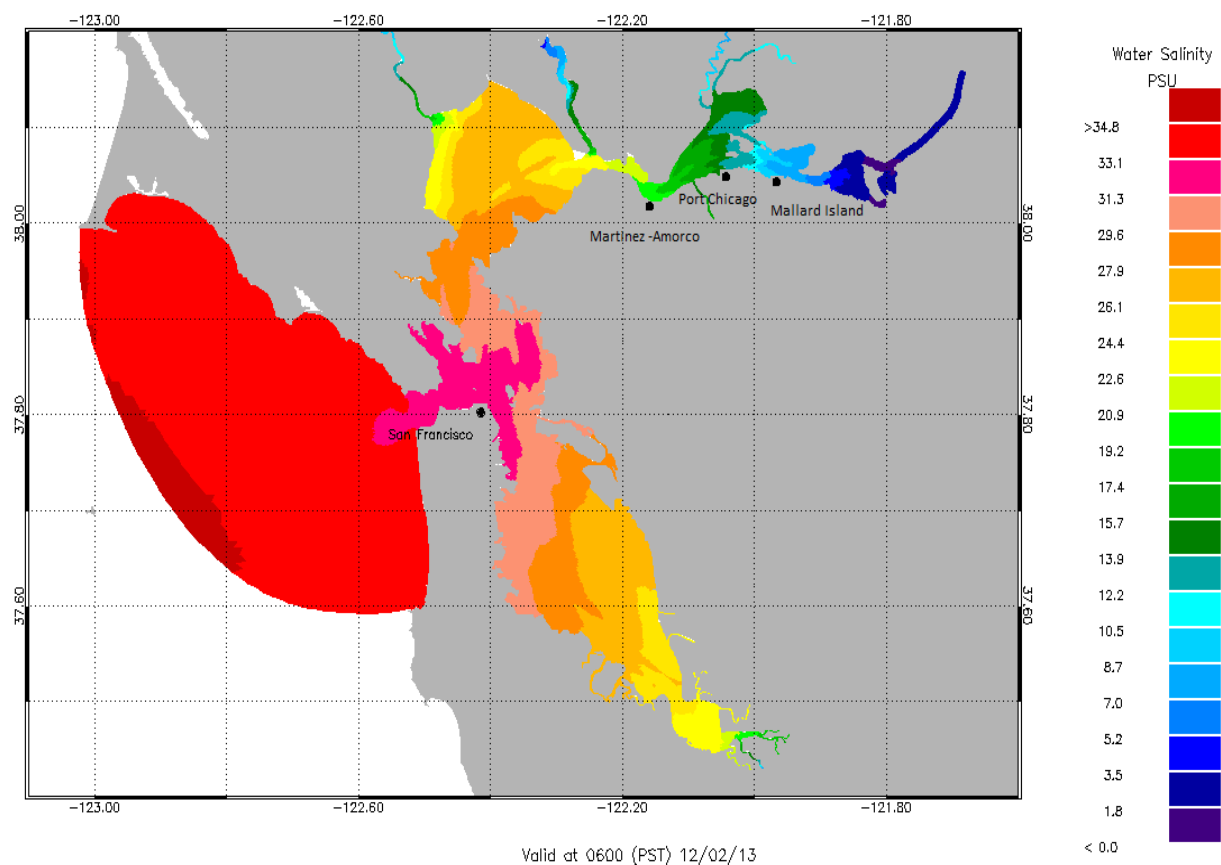 -123.00 -122.60 -122.20 -121.80
Water Salinity
PSU
>34.8
33.1
31.3
29.6
27.9
26.1
24.4
22.6
20.9
19.2
17.4
15.7
13.9
12.2
10.5
8.7
7.0
5.2
3.5
1.8
< 0.0
38.00 38.00
37.80 37.80
37.60 37.60
Port Chicago
Mallard Island
Martinez -Amorco
San Francisco
-123.00 -122.60 -122.20 -121.80
Valid at 0600 (PST) 12/02/13